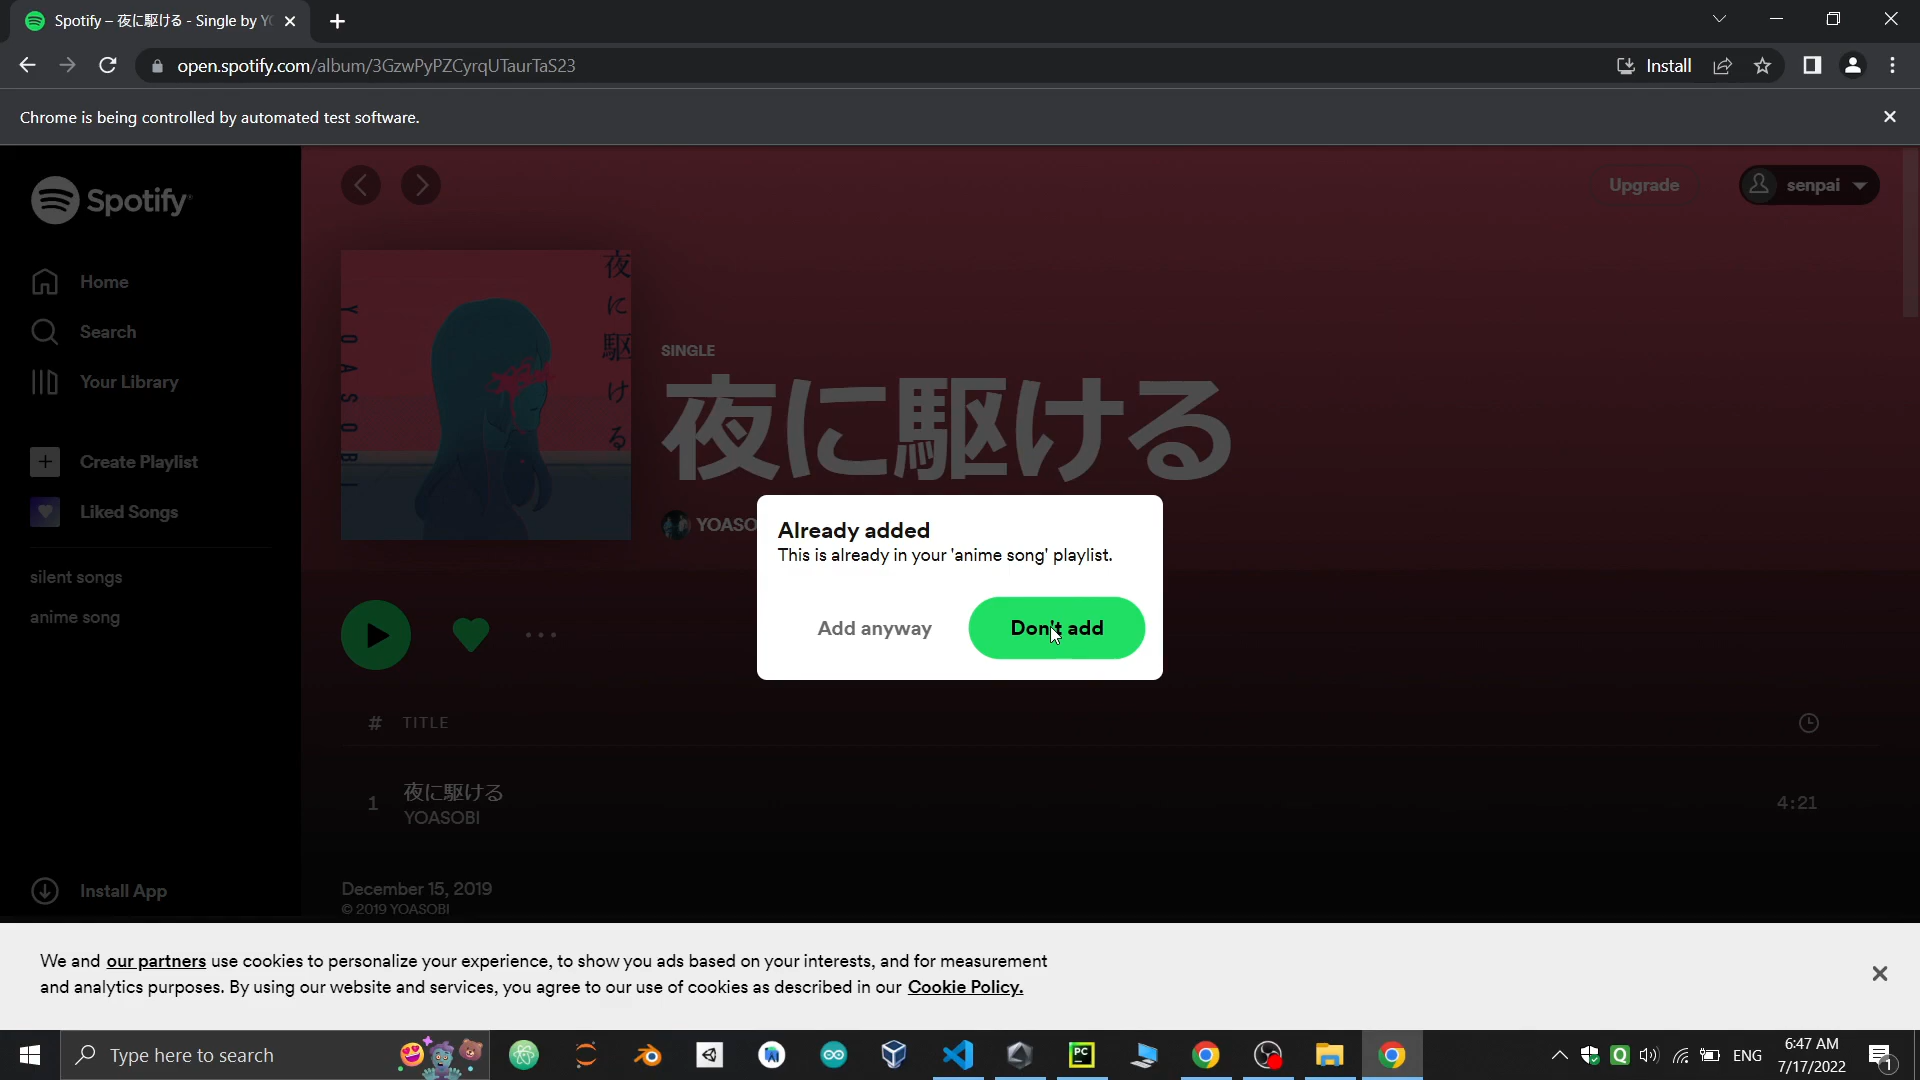 Spotify – 夜に駆ける - Single by YO
open.spotify.com/album/3GzwPyPZCyrqUTaurTaS23
Install
Chrome is being controlled by automated test software.
Spotify
Home
Search
Your Library
Create Playlist
Liked Songs
silent songs
anime song
Install App
Upgrade
senpai
夜に駆ける
YOASOBI
SINGLE
夜に駆ける
YOASO
Already added
This is already in your 'anime song' playlist.
Add anyway
Don't add
# TITLE
1
夜に駆ける
YOASOBI
4:21
December 15, 2019
© 2019 YOASOBI
We and our partners use cookies to personalize your experience, to show you ads based on your interests, and for measurement
and analytics purposes. By using our website and services, you agree to our use of cookies as described in our Cookie Policy.
Type here to search
PC
Q
ENG
6:47 AM
7/17/2022
1